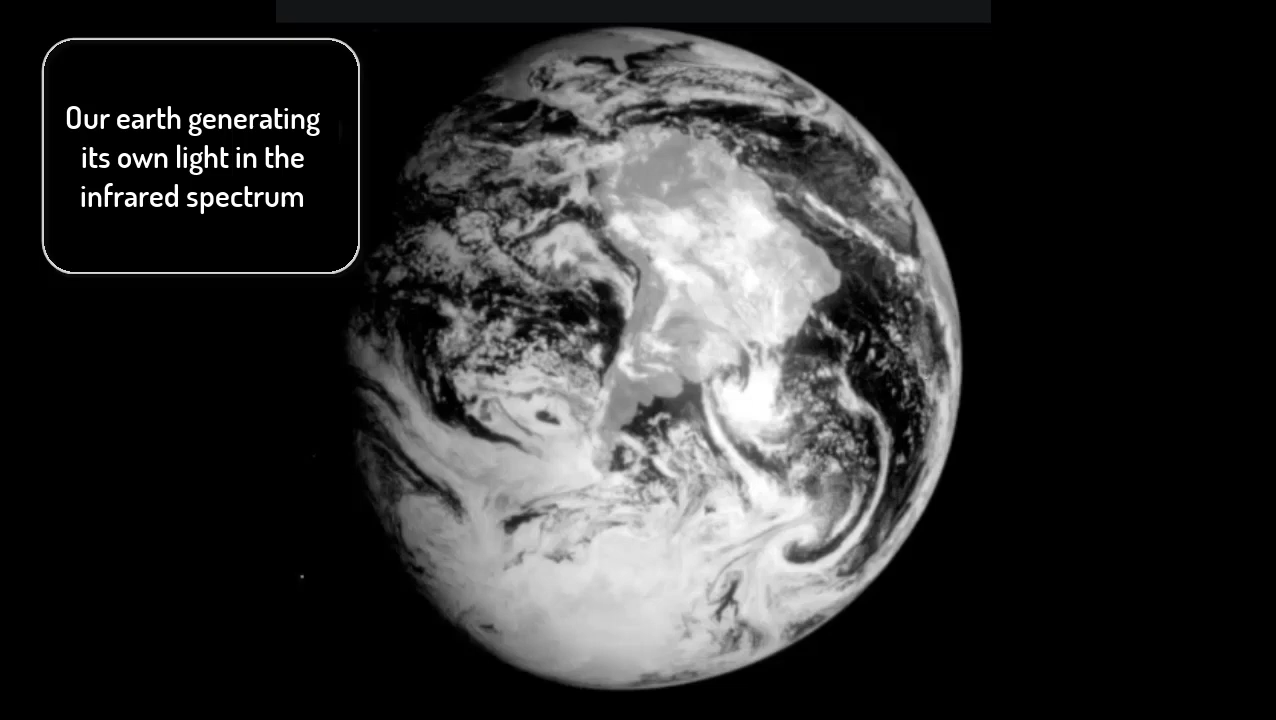 Our earth generating
its own light in the
infrared spectrum